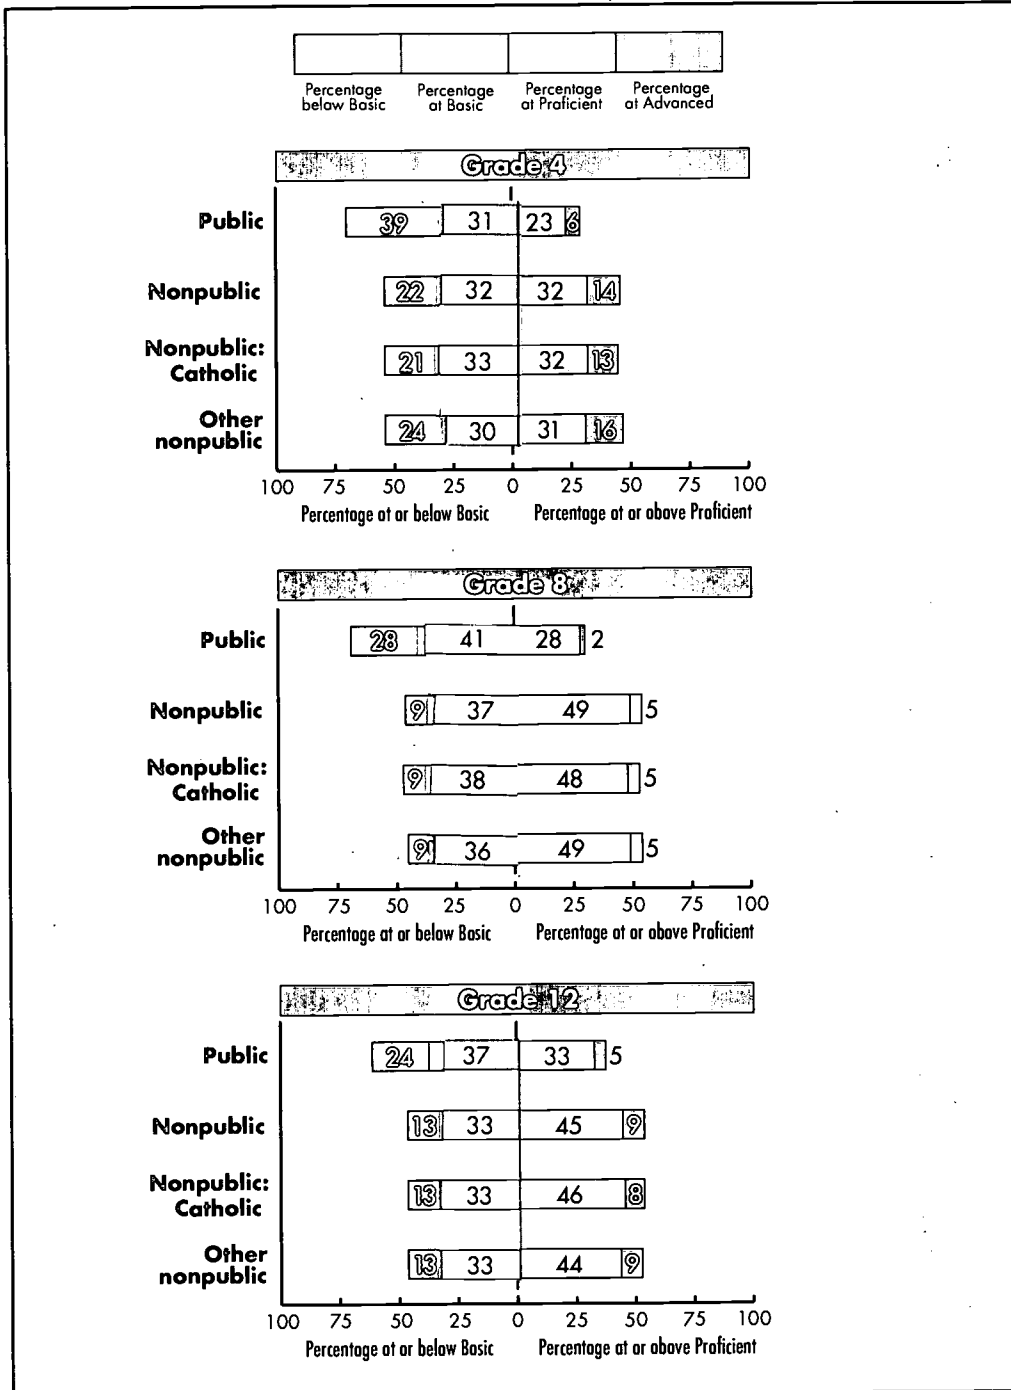 Percentage below Basic
Percentage at Basic
Percentage at Proficient
Percentage at Advanced
Grade 4
Public 39 31 23 6
Nonpublic 22 32 32 14
Nonpublic:
Catholic 21 33 32 13
Other
nonpublic 24 30 31 16
100 75 50 25 0 25 50 75 100
Percentage at or below Basic Percentage at or above Proficient
Grade 8
Public 28 41 28 2
Nonpublic 9 37 49 5
Nonpublic:
Catholic 9 38 48 5
Other
nonpublic 9 36 49 5
100 75 50 25 0 25 50 75 100
Percentage at or below Basic Percentage at or above Proficient
Grade 12
Public 24 37 33 5
Nonpublic 13 33 45 9
Nonpublic:
Catholic 13 33 46 8
Other
nonpublic 13 33 44 9
100 75 50 25 0 25 50 75 100
Percentage at or below Basic Percentage at or above Proficient